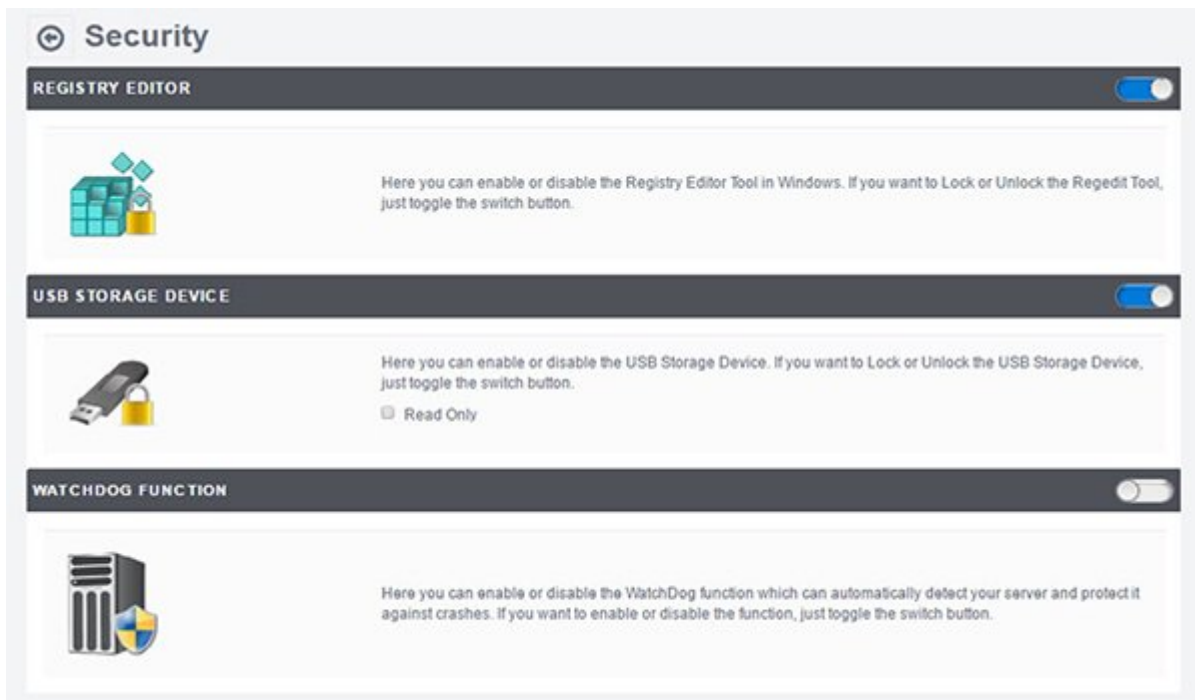 Security
REGISTRY EDITOR
Here you can enable or disable the Registry Editor Tool in Windows. If you want to Lock or Unlock the Regedit Tool,
just toggle the switch button.
USB STORAGE DEVICE
Here you can enable or disable the USB Storage Device. If you want to Lock or Unlock the USB Storage Device,
just toggle the switch button.
Read Only
WATCHDOG FUNCTION
Here you can enable or disable the WatchDog function which can automatically detect your server and protect it
against crashes. If you want to enable or disable the function, just toggle the switch button.